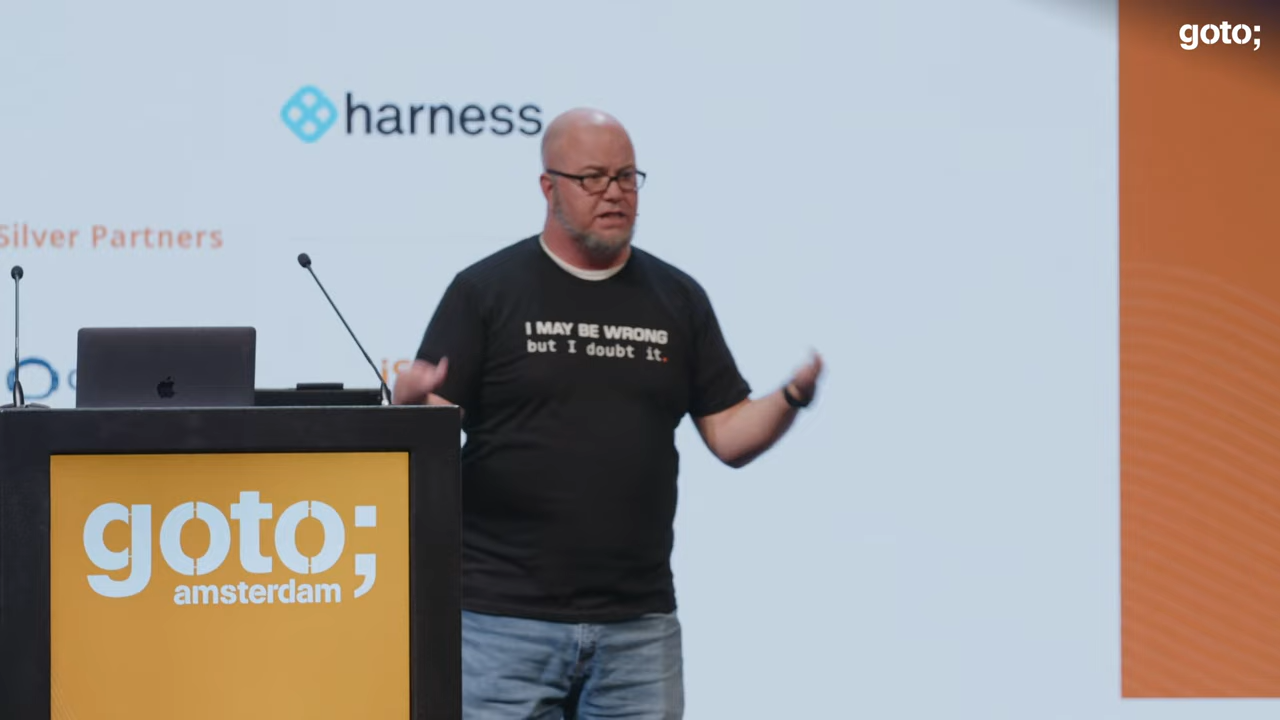 goto;
harness
Silver Partners
I MAY BE WRONG
but I doubt it.
goto;
amsterdam